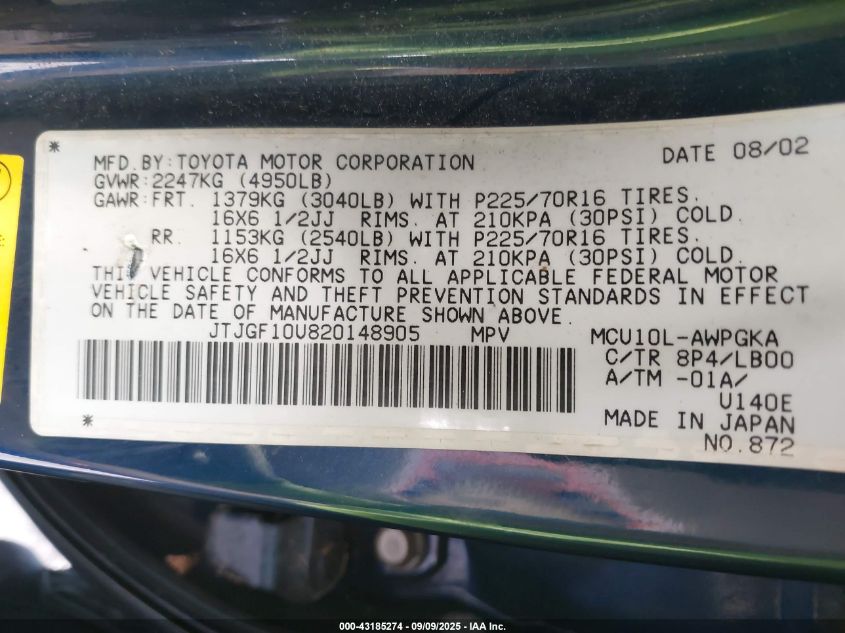 MFD.BY:TOYOTA MOTOR CORPORATION DATE 08/02
GVWR:2247KG (4950LB)
GAWR:FRT. 1379KG (3040LB) WITH P225/70R16 TIRES.
16X6 1/2JJ RIMS. AT 210KPA (30PSI) COLD.
RR. 1153KG (2540LB) WITH P225/70R16 TIRES.
16X6 1/2JJ RIMS. AT 210KPA (30PSI) COLD.
THIS VEHICLE CONFORMS TO ALL APPLICABLE FEDERAL MOTOR
VEHICLE SAFETY AND THEFT PREVENTION STANDARDS IN EFFECT
ON THE DATE OF MANUFACTURE SHOWN ABOVE.
JTJGF10U820148905 MPV MCU10L-AWPGKA
C/TR 8P4/LB00
A/TM -01A/
U140E
MADE IN JAPAN
NO.872
000-43185274 - 09/09/2025 - IAA Inc.